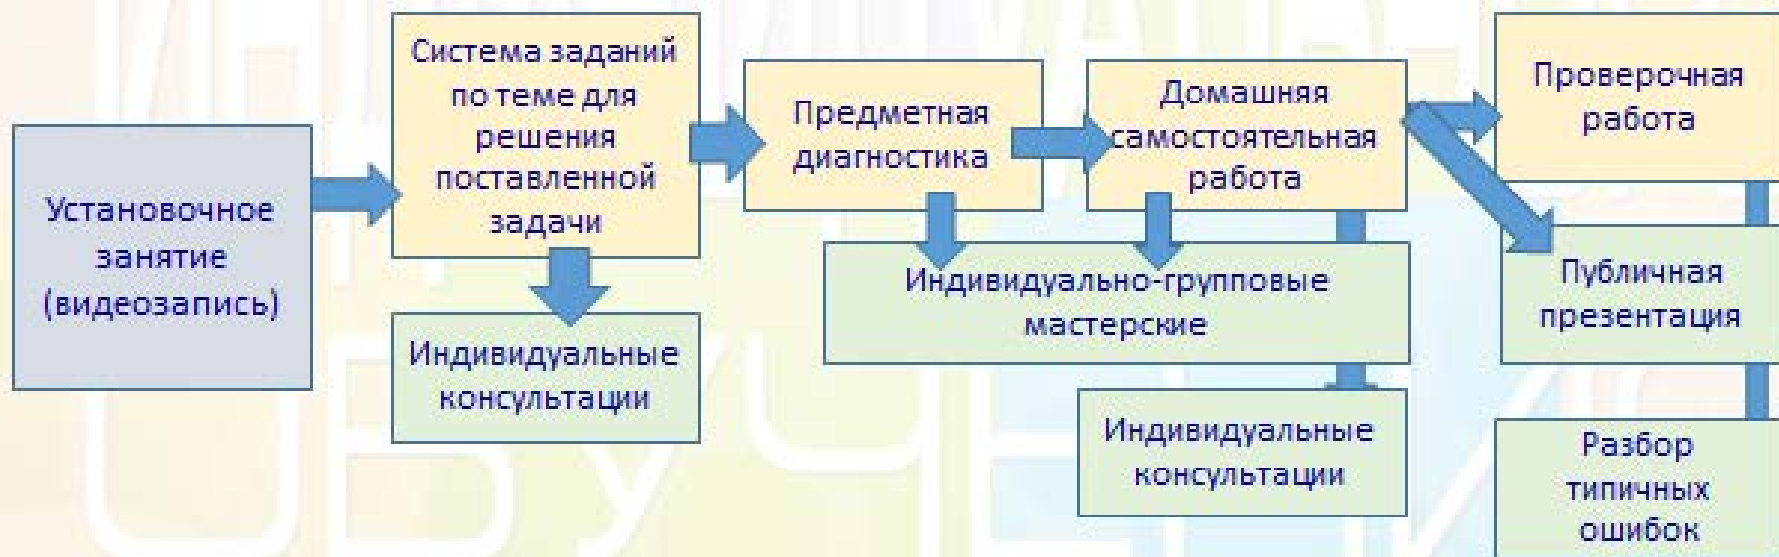 Установочное
занятие
(видеозапись)
Система заданий
по теме для
решения
поставленной
задачи
Индивидуальные
консультации
Предметная
диагностика
Домашняя
самостоятельная
работа
Индивидуально-групповые
мастерские
Индивидуальные
консультации
Проверочная
работа
Публичная
презентация
Разбор
типичных
ошибок